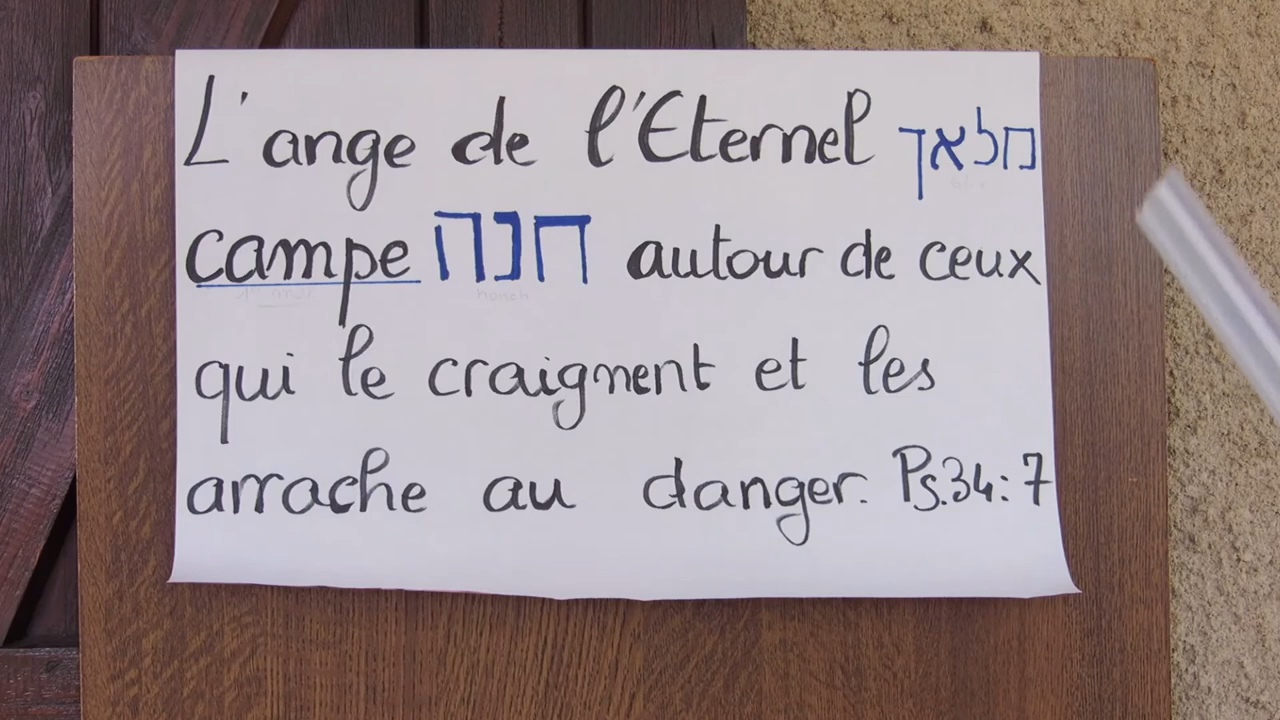 L'ange de l'Eternel מלאך
campe חנה autour de ceux
qui le craignent et les
arrache au danger. Ps.34:7